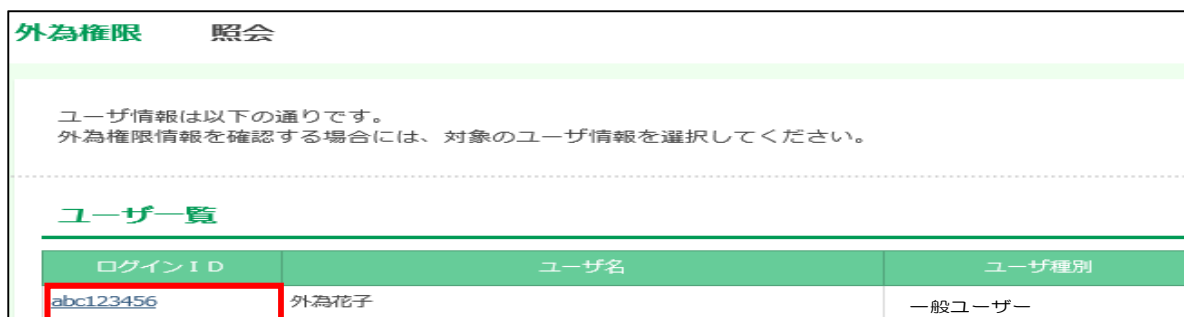 外為権限 照会
ユーザ情報は以下の通りです。
外為権限情報を確認する場合には、対象のユーザ情報を選択してください。
ユーザ一覧
ログインＩＤ ユーザ名 ユーザ種別
abc123456 外為花子 一般ユーザー